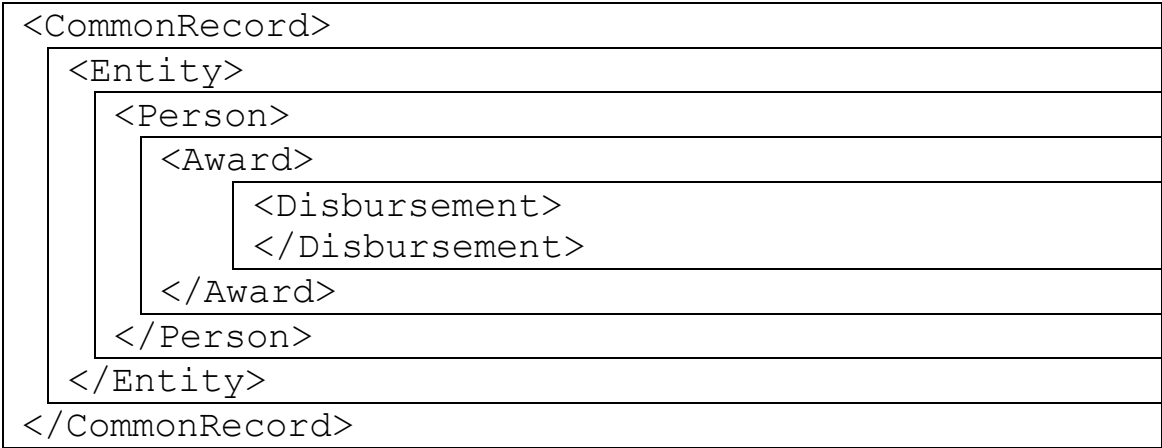 <CommonRecord>
<Entity>
<Person>
<Award>
<Disbursement>
</Disbursement>
</Award>
</Person>
</Entity>
</CommonRecord>